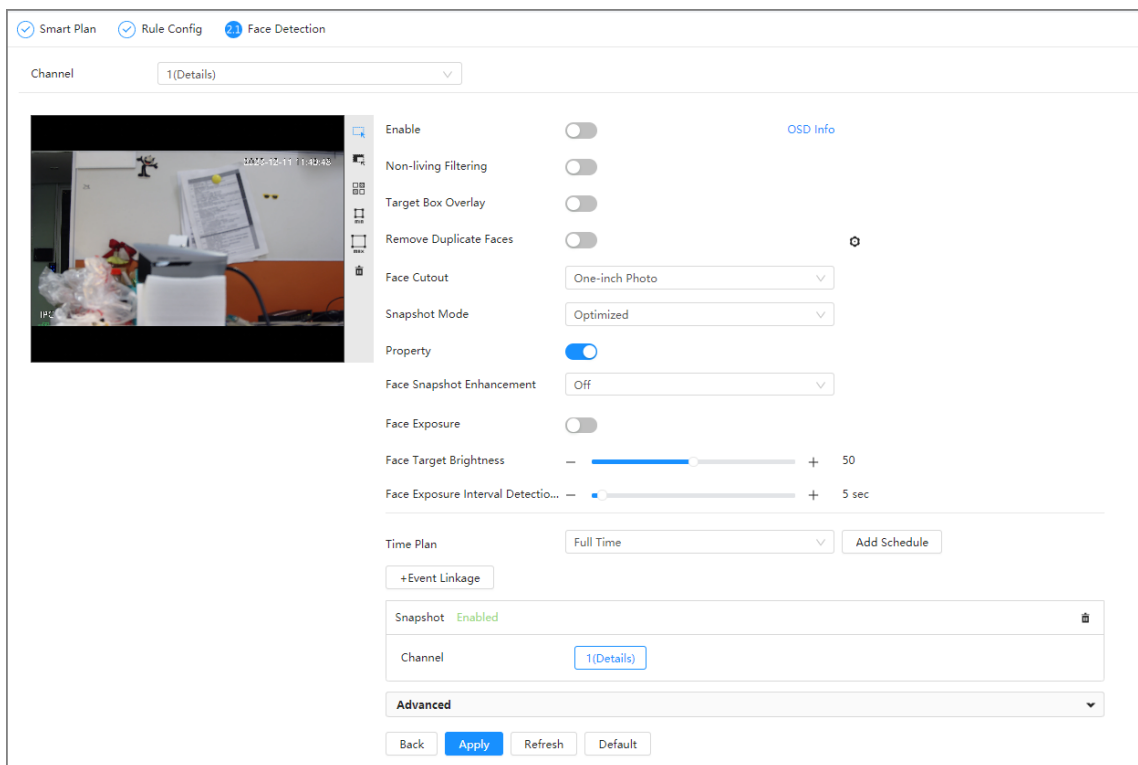 Smart Plan
Rule Config
2.1 Face Detection
Channel 1(Details)
Enable OSD Info
Non-living Filtering
Target Box Overlay
Remove Duplicate Faces
Face Cutout One-inch Photo
Snapshot Mode Optimized
Property
Face Snapshot Enhancement Off
Face Exposure
Face Target Brightness − + 50
Face Exposure Interval Detectio... − + 5 sec
Time Plan Full Time Add Schedule
+Event Linkage
Snapshot Enabled
Channel 1(Details)
Advanced
Back Apply Refresh Default
min
max